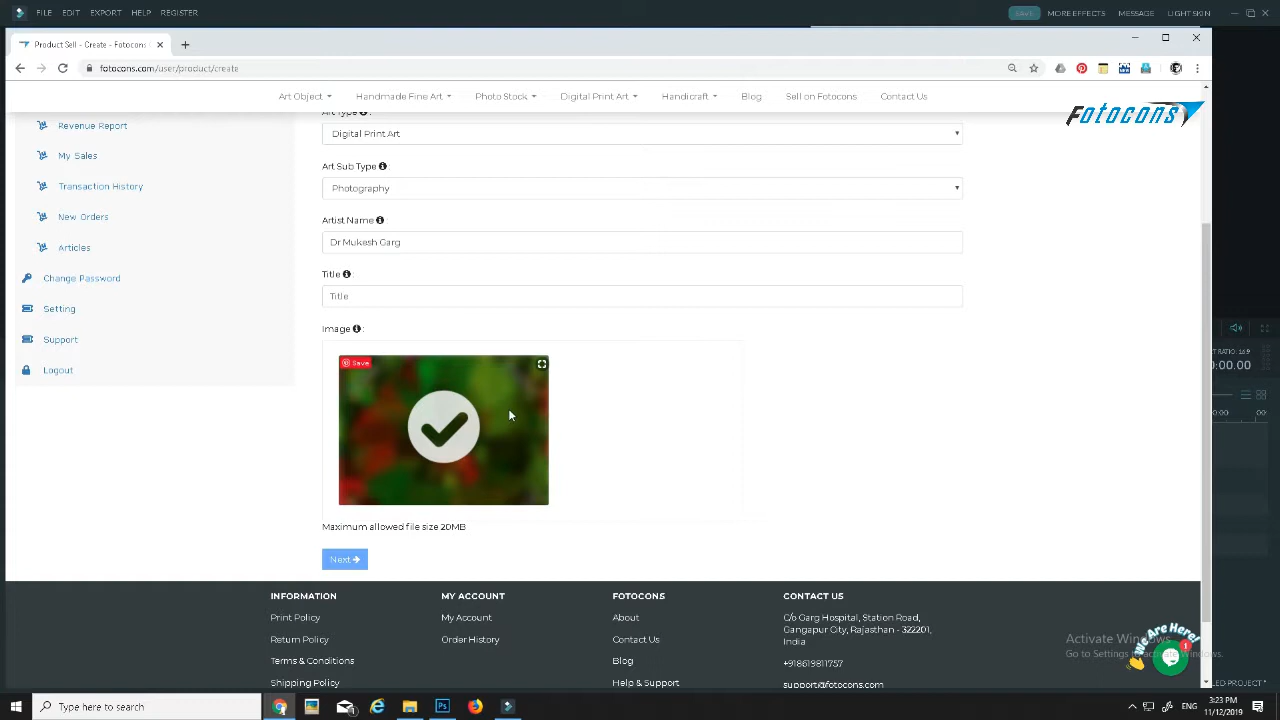 FILE EDIT EXPORT HELP REGISTER SAVE MORE EFFECTS MESSAGE LIGHT SKIN
Product Sell - Create - Fotocons
fotocons.com/user/product/create
Art Object Handmade Fine Art Photo Stock Digital Print Art Handicraft Blog Sell on Fotocons Contact Us
Fotocons
Art Type :
Revenue Report
Digital Print Art
My Sales
Art Sub Type :
Transaction History
Photography
New Orders
Artist Name :
Articles
Dr Mukesh Garg
Change Password
Title :
Title
Setting
Image :
Support
Logout
Save
Maximum allowed file size 20MB
Next
INFORMATION MY ACCOUNT FOTOCONS CONTACT US
Print Policy My Account About C/o Garg Hospital, Station Road,
Gangapur City, Rajasthan - 322201,
India
Return Policy Order History Contact Us
Terms & Conditions Blog +918619811757
Shipping Policy Help & Support support@fotocons.com
We Are Here!
1
Activate Windows
Go to Settings to activate Windows.
Type here to search
ENG
3:23 PM
11/12/2019